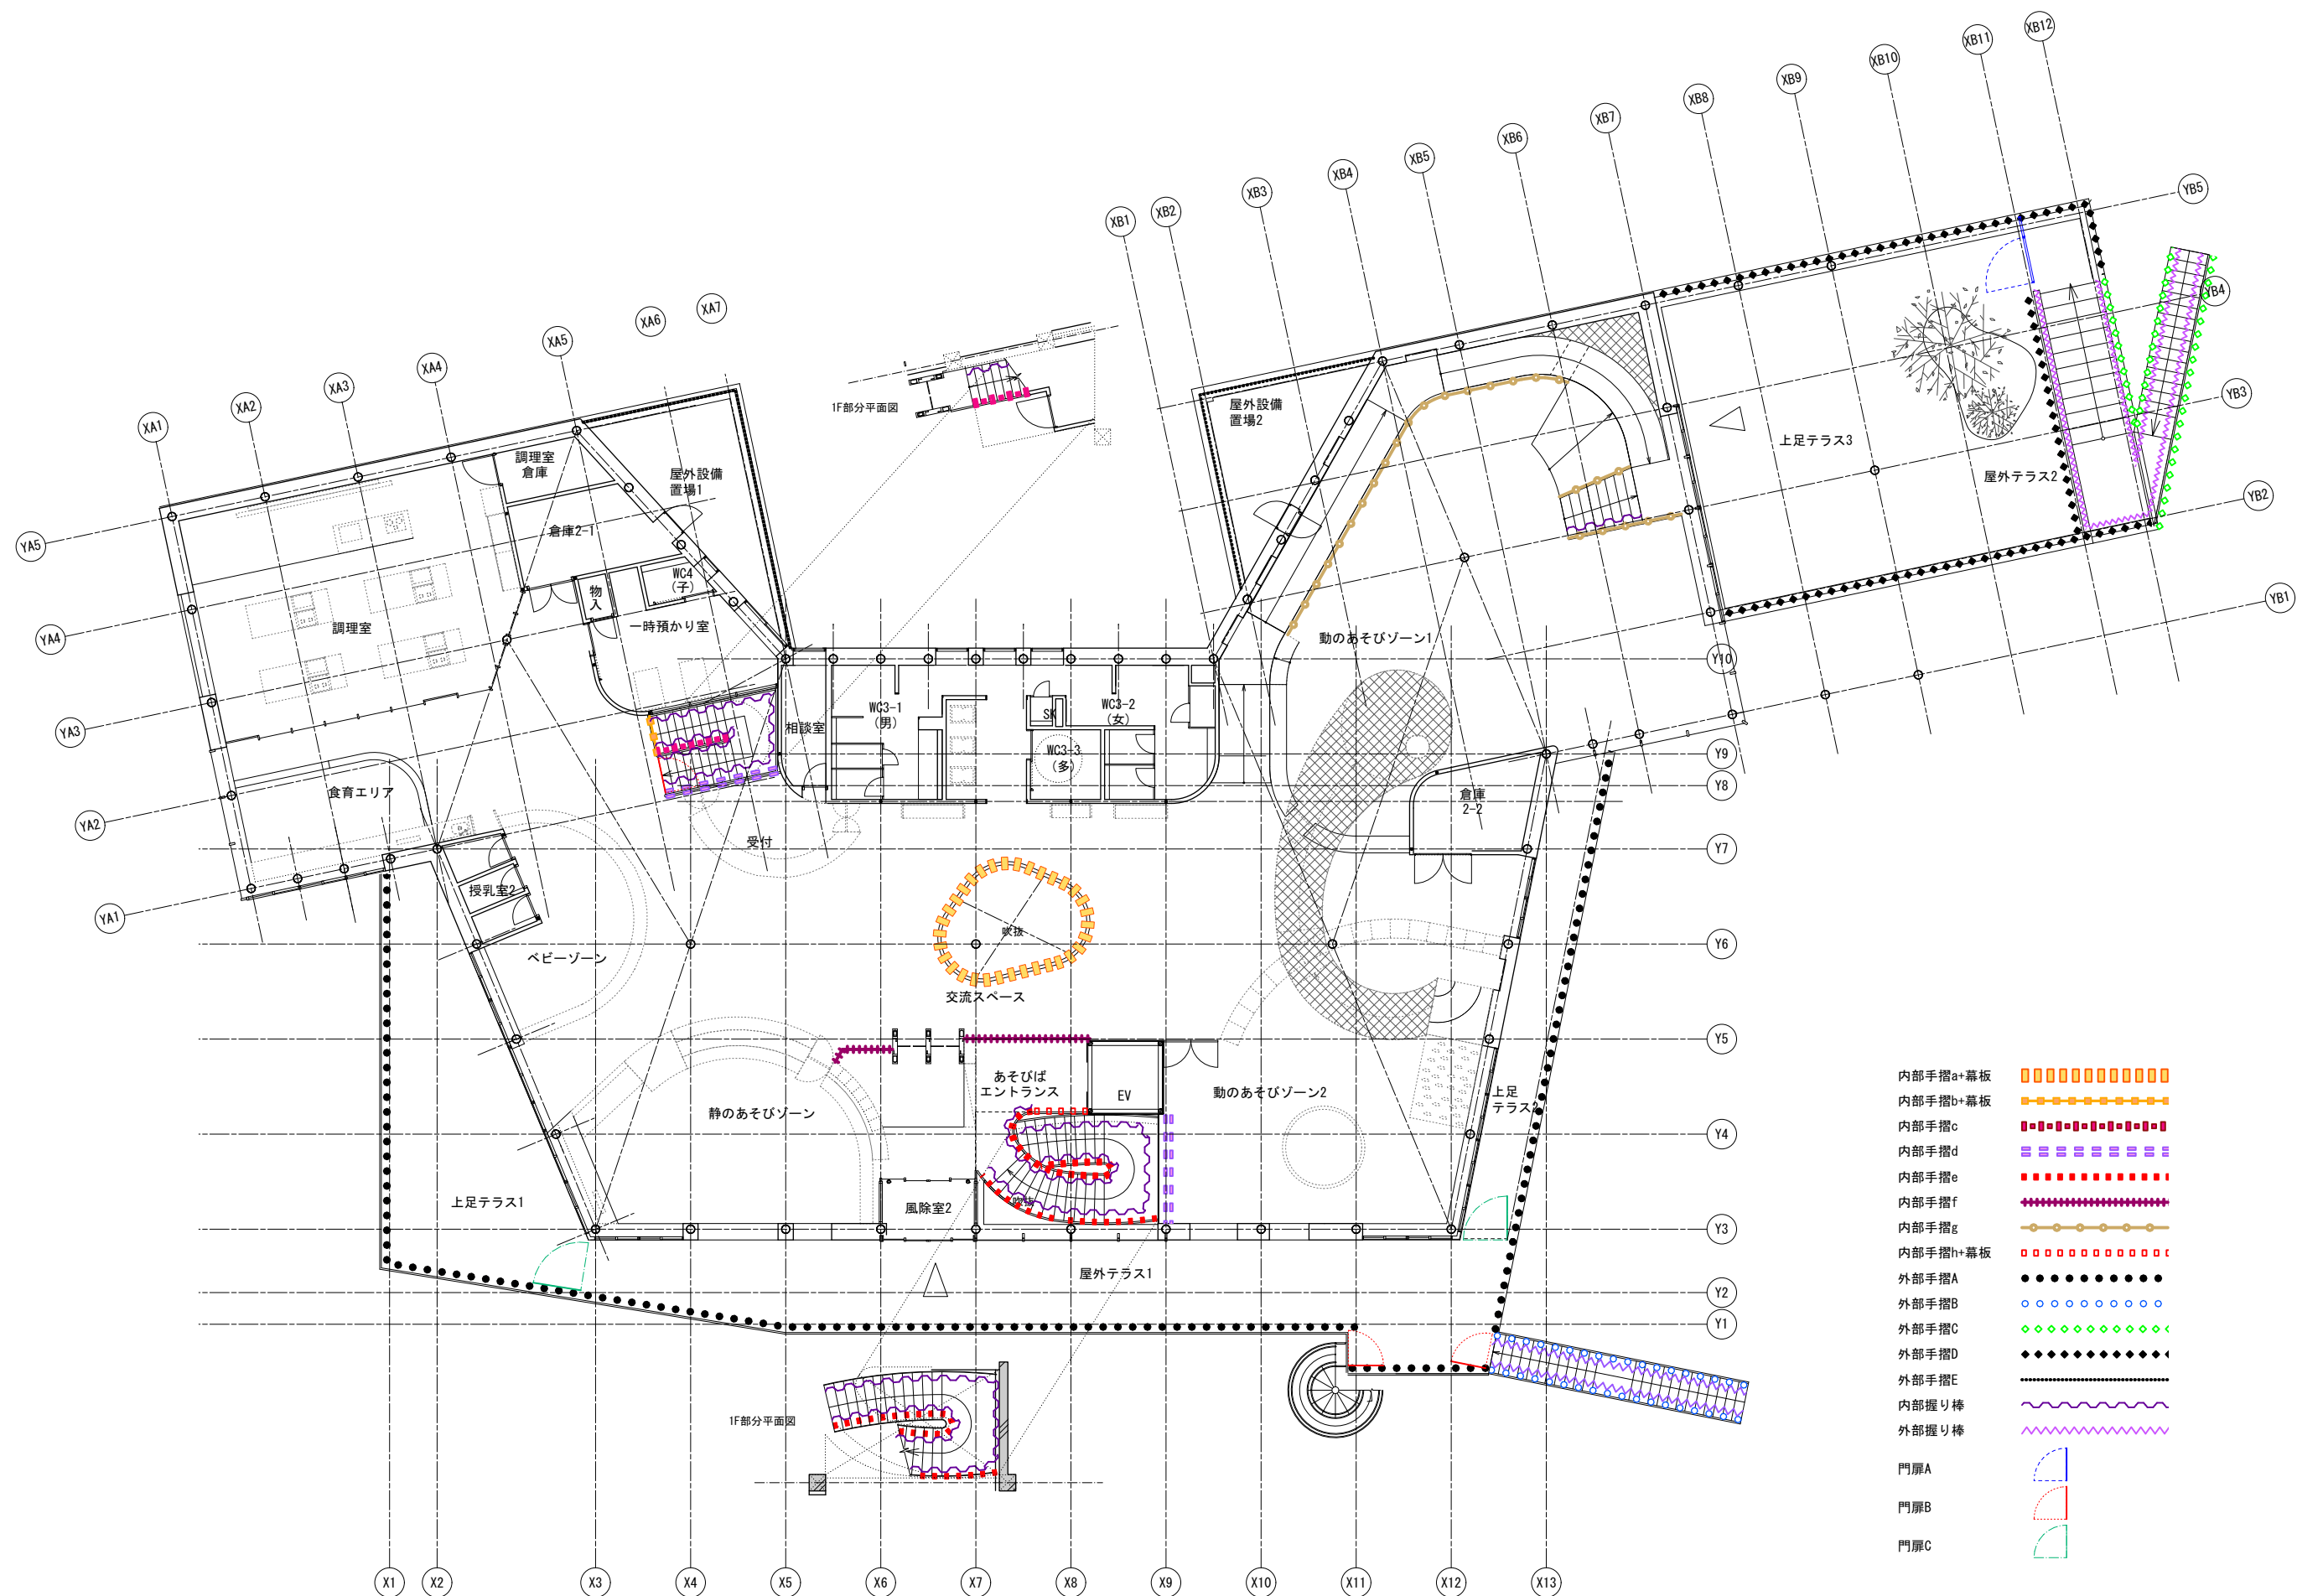 XB12
XB11
XB10
XB9
XB8
XB7
XB6
XB5
XB4
XB3
XB2
XB1
YB5
YB4
YB3
YB2
YB1
XA7
XA6
XA5
XA4
XA3
XA2
XA1
YA5
YA4
YA3
YA2
YA1
1F部分平面図
屋外設備
置場2
上足テラス3
屋外テラス2
調理室
倉庫
屋外設備
置場1
倉庫2-1
物
入
WC4
(子)
一時預かり室
調理室
動のあそびゾーン1
相談室
WC3-1
(男)
SK
WC3-2
(女)
WC3-3
(多)
食育エリア
受付
倉庫
2-2
授乳室2
ベビーゾーン
吹抜
交流スペース
あそびば
エントランス
EV
動のあそびゾーン2
静のあそびゾーン
上足
テラス2
上足テラス1
風除室2
吹抜
屋外テラス1
1F部分平面図
Y10
Y9
Y8
Y7
Y6
Y5
Y4
Y3
Y2
Y1
X1
X2
X3
X4
X5
X6
X7
X8
X9
X10
X11
X12
X13
内部手摺a+幕板
内部手摺b+幕板
内部手摺c
内部手摺d
内部手摺e
内部手摺f
内部手摺g
内部手摺h+幕板
外部手摺A
外部手摺B
外部手摺C
外部手摺D
外部手摺E
内部握り棒
外部握り棒
門扉A
門扉B
門扉C